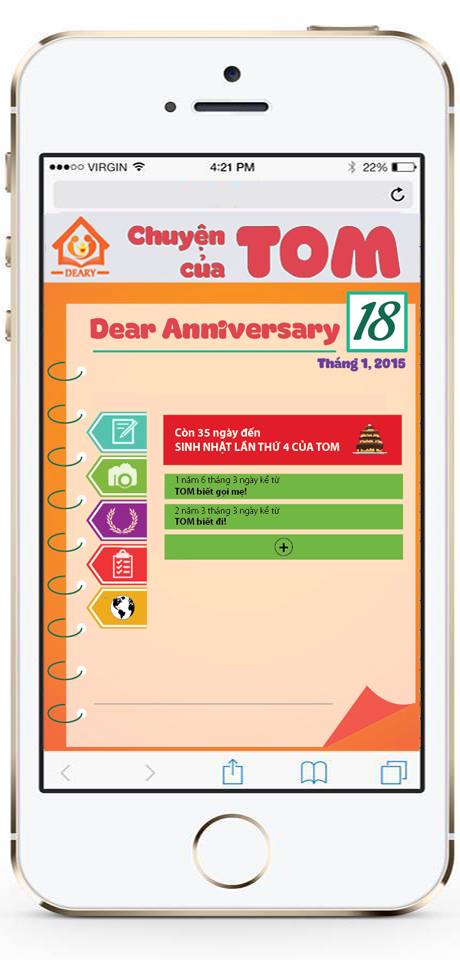 VIRGIN 4:21 PM 22%
DEARY
Chuyện
của TOM
Dear Anniversary 18
Tháng 1, 2015
Còn 35 ngày đến
SINH NHẬT LẦN THỨ 4 CỦA TOM
1 năm 6 tháng 3 ngày kể từ
TOM biết gọi mẹ!
2 năm 3 tháng 3 ngày kể từ
TOM biết đi!